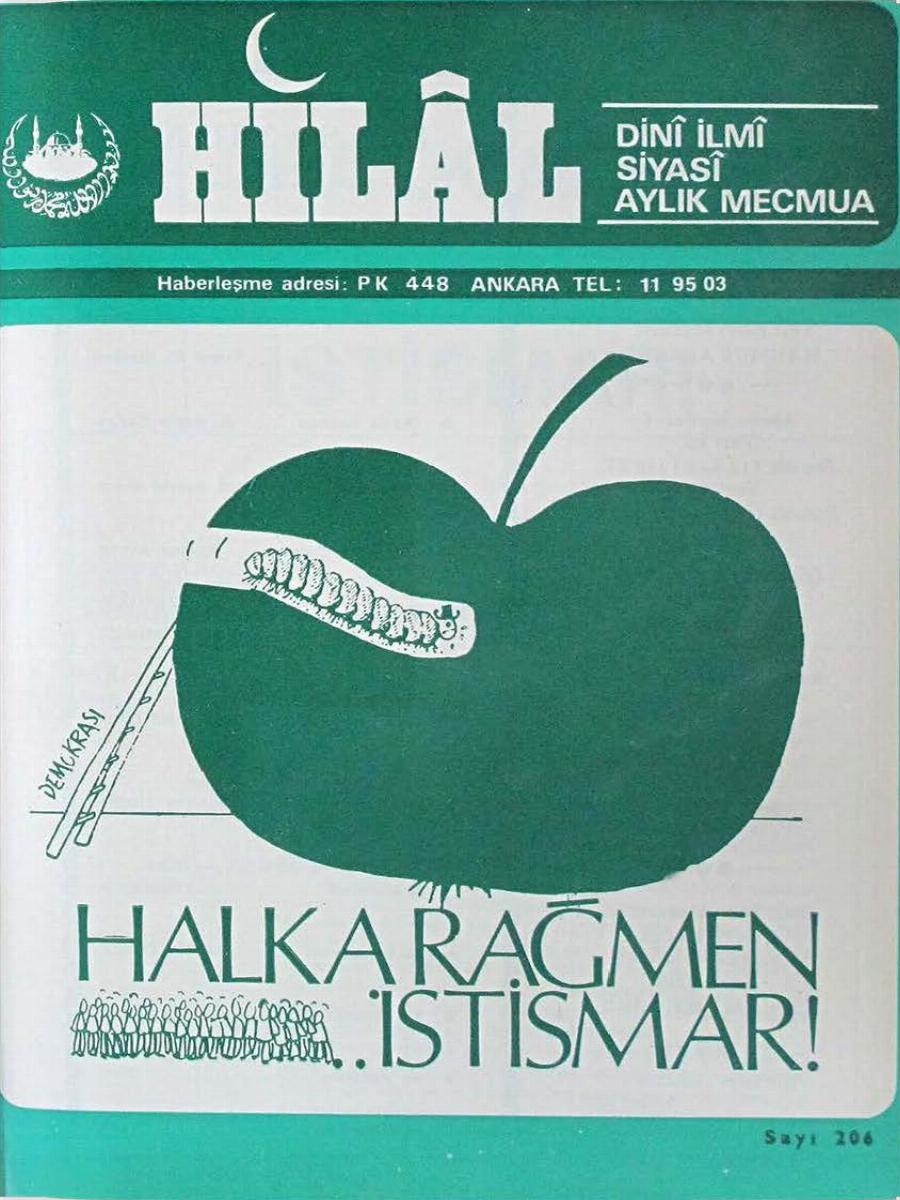 HİLÂL
DİNÎ İLMÎ
SİYASÎ
AYLIK MECMUA
Haberleşme adresi: PK 448 ANKARA TEL: 11 95 03
DEMOKRASİ
HALKA RAĞMEN
..İSTİSMAR!
Sayı 206